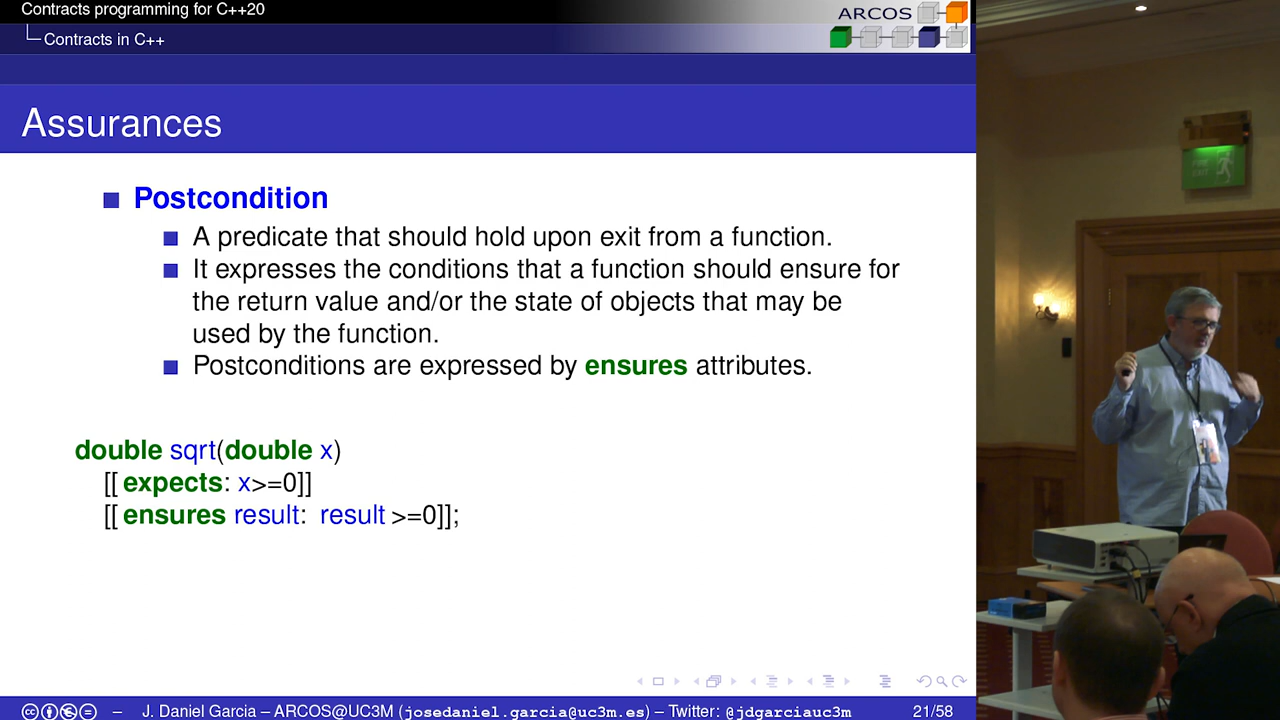 Contracts programming for C++20
Contracts in C++
ARCOS
Assurances
Postcondition
A predicate that should hold upon exit from a function.
It expresses the conditions that a function should ensure for
the return value and/or the state of objects that may be
used by the function.
Postconditions are expressed by ensures attributes.
double sqrt(double x)
[[ expects: x>=0]]
[[ ensures result: result >=0]];
– J. Daniel Garcia – ARCOS@UC3M (josedaniel.garcia@uc3m.es) – Twitter: @jdgarciauc3m
21/58